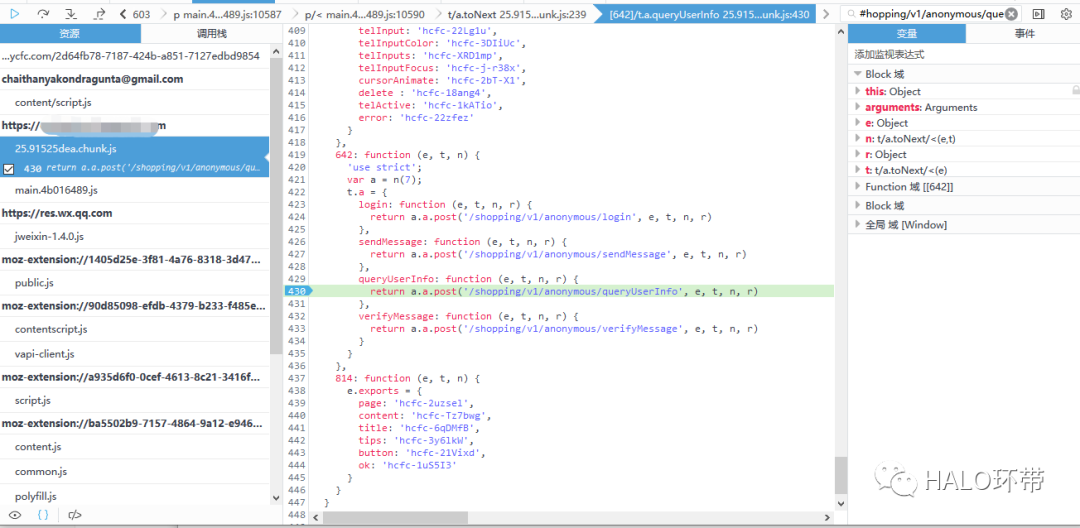 603
p main.4...489.js:10587
p/< main.4...489.js:10590
t/a.toNext 25.915...unk.js:239
[642]/t.a.queryUserInfo 25.915...unk.js:430
#hopping/v1/anonymous/que
资源
调用栈
...ycfc.com/2d64fb78-7187-424b-a851-7127edbd9854
chaithanyakondragunta@gmail.com
content/script.js
https://
m
25.91525dea.chunk.js
430 return a.a.post('/shopping/v1/anonymous/qu...
main.4b016489.js
https://res.wx.qq.com
jweixin-1.4.0.js
moz-extension://1405d25e-3f81-4a76-8318-3d47...
public.js
moz-extension://90d85098-efdb-4379-b233-f485e...
contentscript.js
vapi-client.js
moz-extension://a935d6f0-0cef-4613-8c21-3416f...
script.js
moz-extension://ba5502b9-7157-4864-9a12-e946...
content.js
common.js
polyfill.js
{}
409 telInput: 'hcfc-22Lg1u',
410 telInputColor: 'hcfc-3DIiUc',
411 telInputs: 'hcfc-XRD1mp',
412 telInputFocus: 'hcfc-j-r38x',
413 cursorAnimate: 'hcfc-2bT-X1',
414 delete : 'hcfc-18ang4',
415 telActive: 'hcfc-1kATio',
416 error: 'hcfc-22zfez'
417 }
418 },
419 642: function (e, t, n) {
420 'use strict';
421 var a = n(7);
422 t.a = {
423 login: function (e, t, n, r) {
424 return a.a.post('/shopping/v1/anonymous/login', e, t, n, r)
425 },
426 sendMessage: function (e, t, n, r) {
427 return a.a.post('/shopping/v1/anonymous/sendMessage', e, t, n, r)
428 },
429 queryUserInfo: function (e, t, n, r) {
430 return a.a.post('/shopping/v1/anonymous/queryUserInfo', e, t, n, r)
431 },
432 verifyMessage: function (e, t, n, r) {
433 return a.a.post('/shopping/v1/anonymous/verifyMessage', e, t, n, r)
434 }
435 }
436 },
437 814: function (e, t, n) {
438 e.exports = {
439 page: 'hcfc-2uzsel',
440 content: 'hcfc-Tz7bwg',
441 title: 'hcfc-6qDMfB',
442 tips: 'hcfc-3y6lkW',
443 button: 'hcfc-21Vixd',
444 ok: 'hcfc-1uS5I3'
445 }
446 }
447 }
448
变量
事件
添加监视表达式
Block 域
this: Object
arguments: Arguments
e: Object
n: t/a.toNext/<(e,t)
r: Object
t: t/a.toNext/<(e)
Function 域 [[642]]
Block 域
全局 域 [Window]
HALO环带